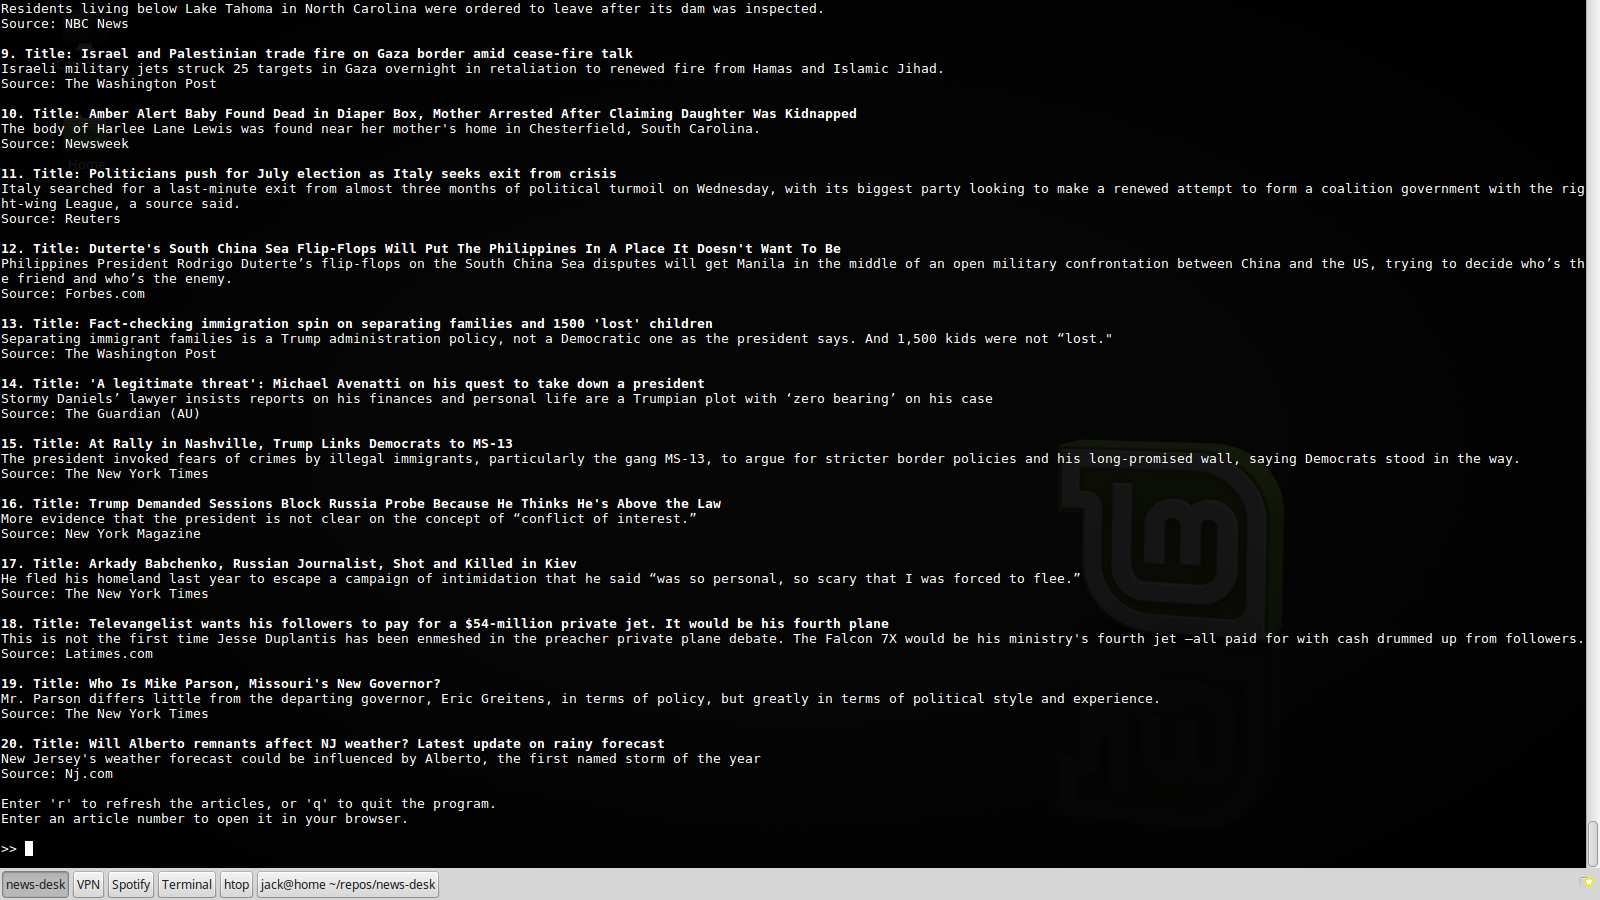 Residents living below Lake Tahoma in North Carolina were ordered to leave after its dam was inspected.
Source: NBC News
9. Title: Israel and Palestinian trade fire on Gaza border amid cease-fire talk
Israeli military jets struck 25 targets in Gaza overnight in retaliation to renewed fire from Hamas and Islamic Jihad.
Source: The Washington Post
10. Title: Amber Alert Baby Found Dead in Diaper Box, Mother Arrested After Claiming Daughter Was Kidnapped
The body of Harlee Lane Lewis was found near her mother's home in Chesterfield, South Carolina.
Source: Newsweek
Home
11. Title: Politicians push for July election as Italy seeks exit from crisis
Italy searched for a last-minute exit from almost three months of political turmoil on Wednesday, with its biggest party looking to make a renewed attempt to form a coalition government with the rig
ht-wing League, a source said.
Source: Reuters
12. Title: Duterte's South China Sea Flip-Flops Will Put The Philippines In A Place It Doesn't Want To Be
Philippines President Rodrigo Duterte’s flip-flops on the South China Sea disputes will get Manila in the middle of an open military confrontation between China and the US, trying to decide who’s th
e friend and who’s the enemy.
Source: Forbes.com
13. Title: Fact-checking immigration spin on separating families and 1500 'lost' children
Separating immigrant families is a Trump administration policy, not a Democratic one as the president says. And 1,500 kids were not “lost."
Source: The Washington Post
14. Title: 'A legitimate threat': Michael Avenatti on his quest to take down a president
Stormy Daniels’ lawyer insists reports on his finances and personal life are a Trumpian plot with ‘zero bearing’ on his case
Source: The Guardian (AU)
15. Title: At Rally in Nashville, Trump Links Democrats to MS-13
The president invoked fears of crimes by illegal immigrants, particularly the gang MS-13, to argue for stricter border policies and his long-promised wall, saying Democrats stood in the way.
Source: The New York Times
16. Title: Trump Demanded Sessions Block Russia Probe Because He Thinks He's Above the Law
More evidence that the president is not clear on the concept of “conflict of interest.”
Source: New York Magazine
17. Title: Arkady Babchenko, Russian Journalist, Shot and Killed in Kiev
He fled his homeland last year to escape a campaign of intimidation that he said “was so personal, so scary that I was forced to flee.”
Source: The New York Times
18. Title: Televangelist wants his followers to pay for a $54-million private jet. It would be his fourth plane
This is not the first time Jesse Duplantis has been enmeshed in the preacher private plane debate. The Falcon 7X would be his ministry's fourth jet —all paid for with cash drummed up from followers.
Source: Latimes.com
19. Title: Who Is Mike Parson, Missouri's New Governor?
Mr. Parson differs little from the departing governor, Eric Greitens, in terms of policy, but greatly in terms of political style and experience.
Source: The New York Times
20. Title: Will Alberto remnants affect NJ weather? Latest update on rainy forecast
New Jersey's weather forecast could be influenced by Alberto, the first named storm of the year
Source: Nj.com
Enter 'r' to refresh the articles, or 'q' to quit the program.
Enter an article number to open it in your browser.
>>
news-desk VPN Spotify Terminal htop jack@home ~/repos/news-desk